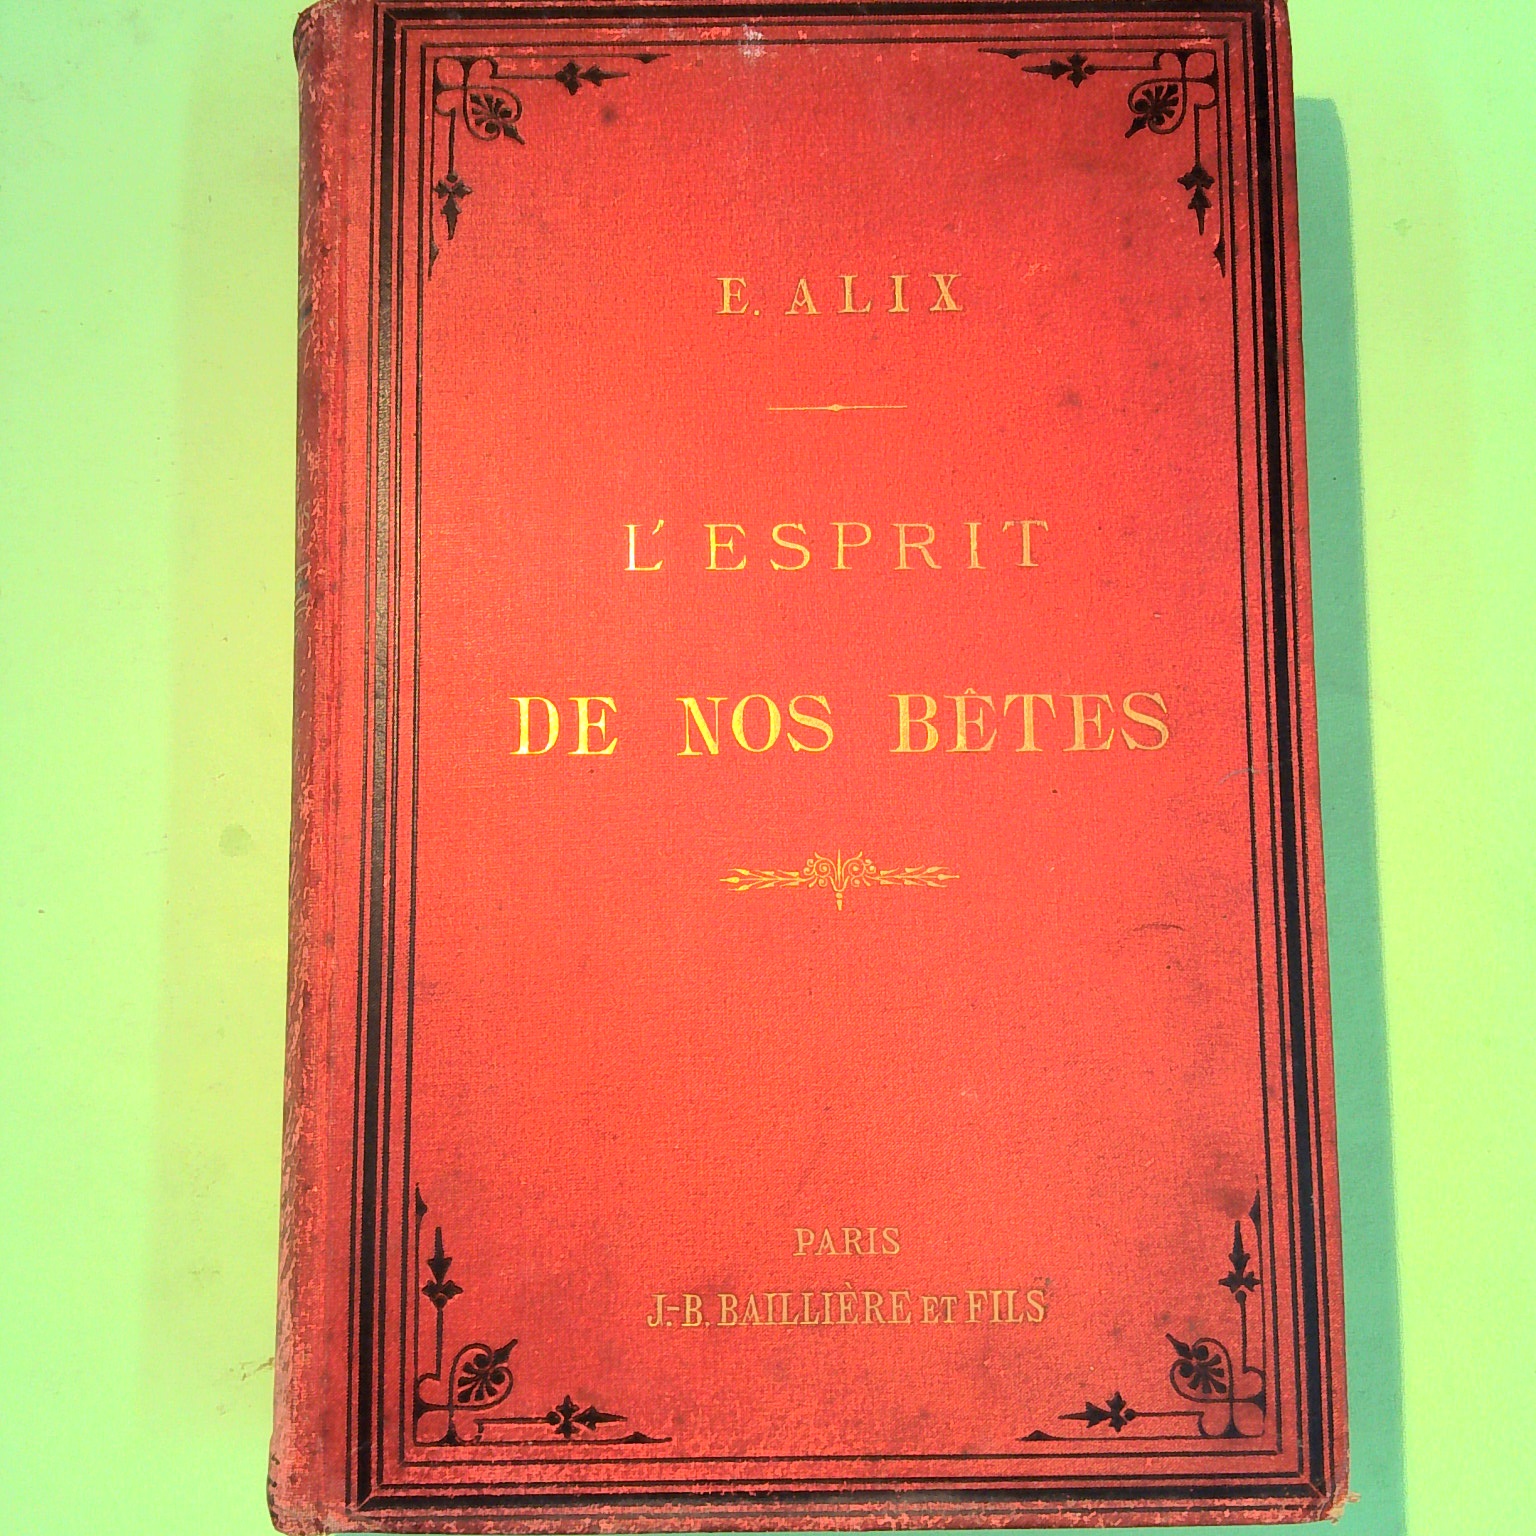 E. ALIX
L'ESPRIT
DE NOS BÊTES
PARIS
J.-B. BAILLIÈRE ET FILS